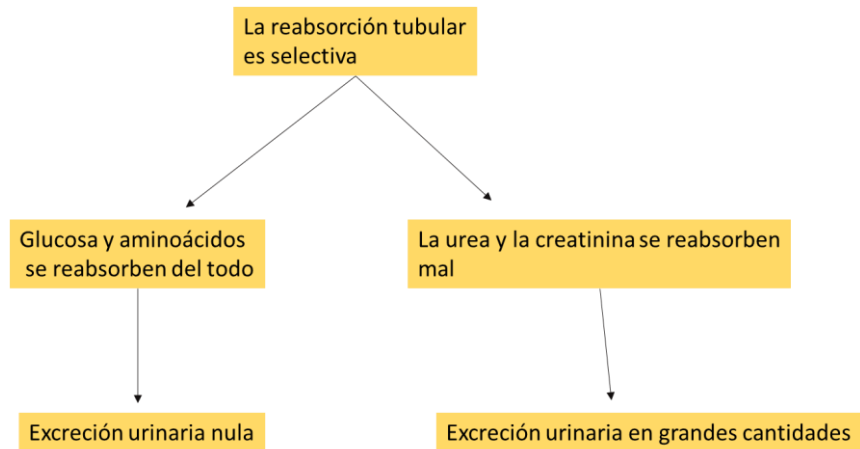 La reabsorción tubular
es selectiva
Glucosa y aminoácidos
se reabsorben del todo
La urea y la creatinina se reabsorben
mal
Excreción urinaria nula
Excreción urinaria en grandes cantidades